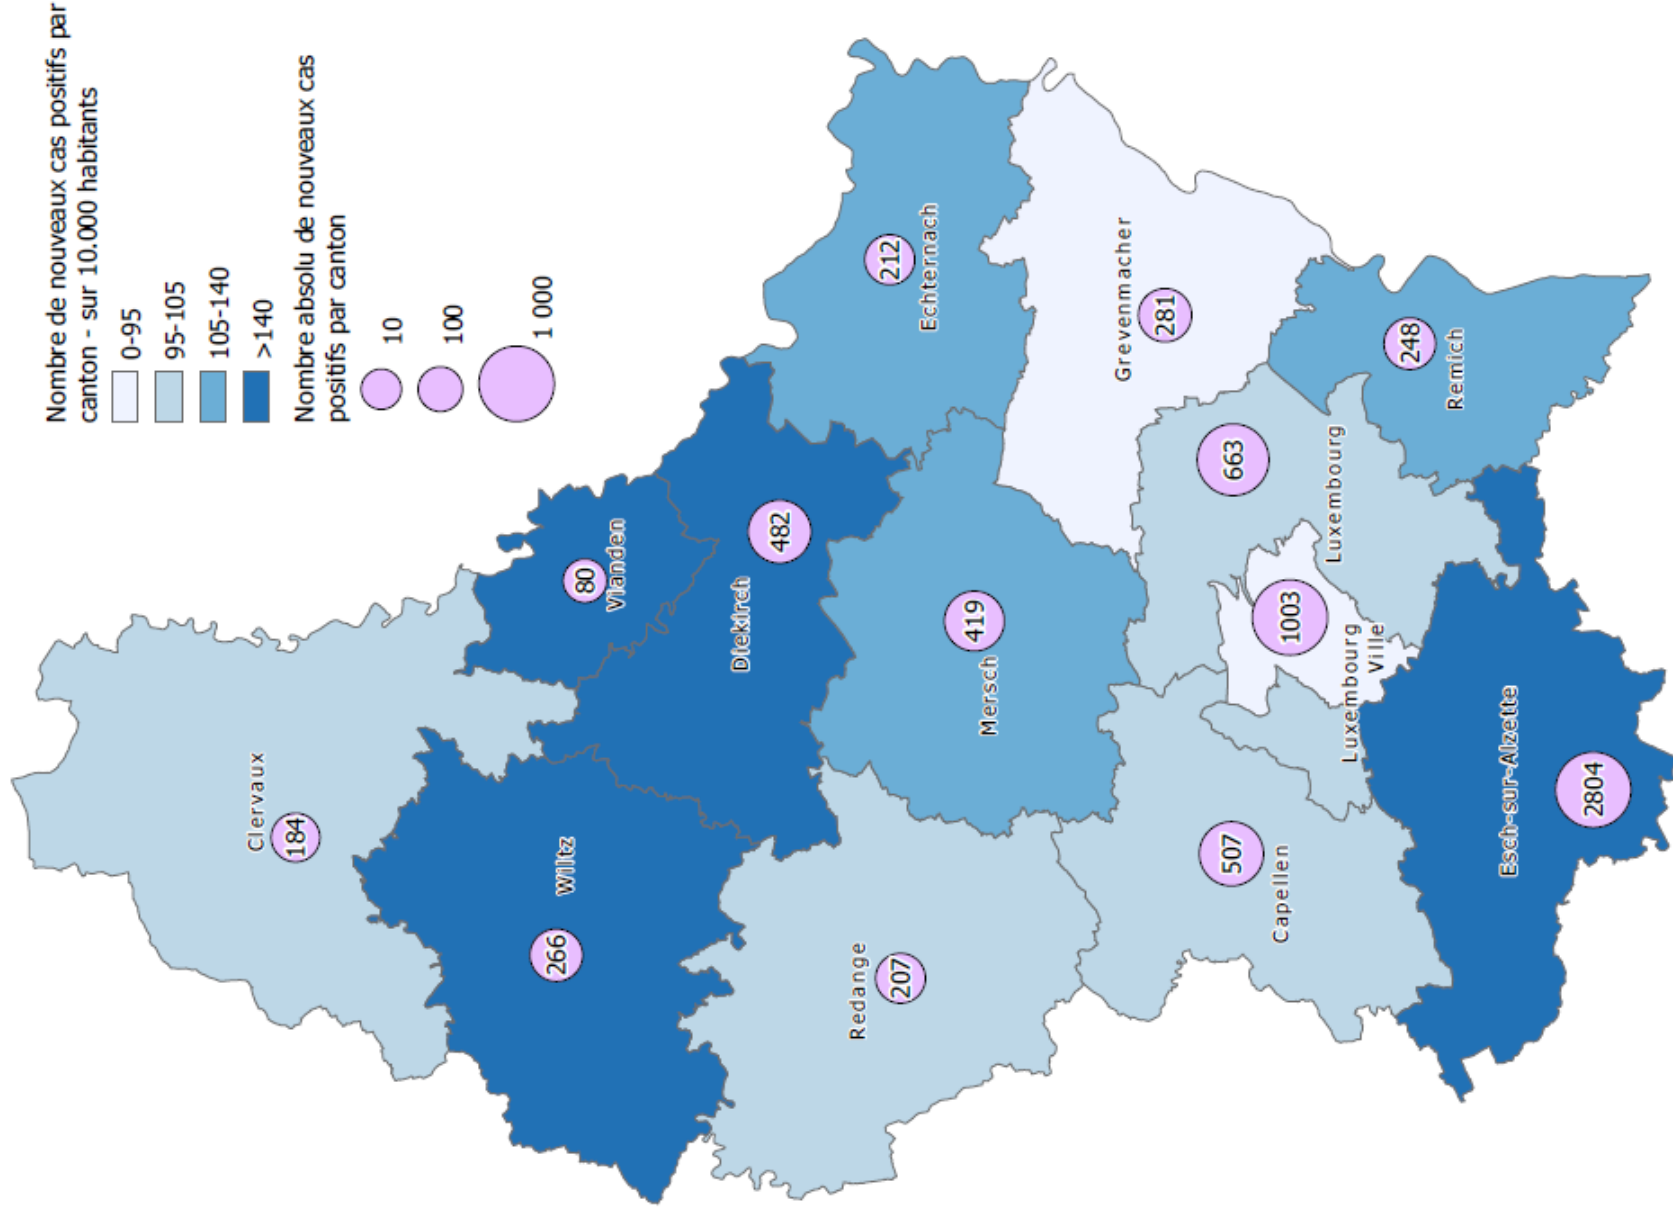 Nombre de nouveaux cas positifs par
canton - sur 10.000 habitants
0-95
95-105
105-140
>140
Nombre absolu de nouveaux cas
positifs par canton
10
100
1 000
Clervaux
184
Wiltz
266
80
Vianden
Diekirch
482
Redange
207
Mersch
419
212
Echternach
Grevenmacher
281
507
Capellen
663
Luxembourg
1003
Luxembourg
Ville
248
Remich
Esch-sur-Alzette
2804